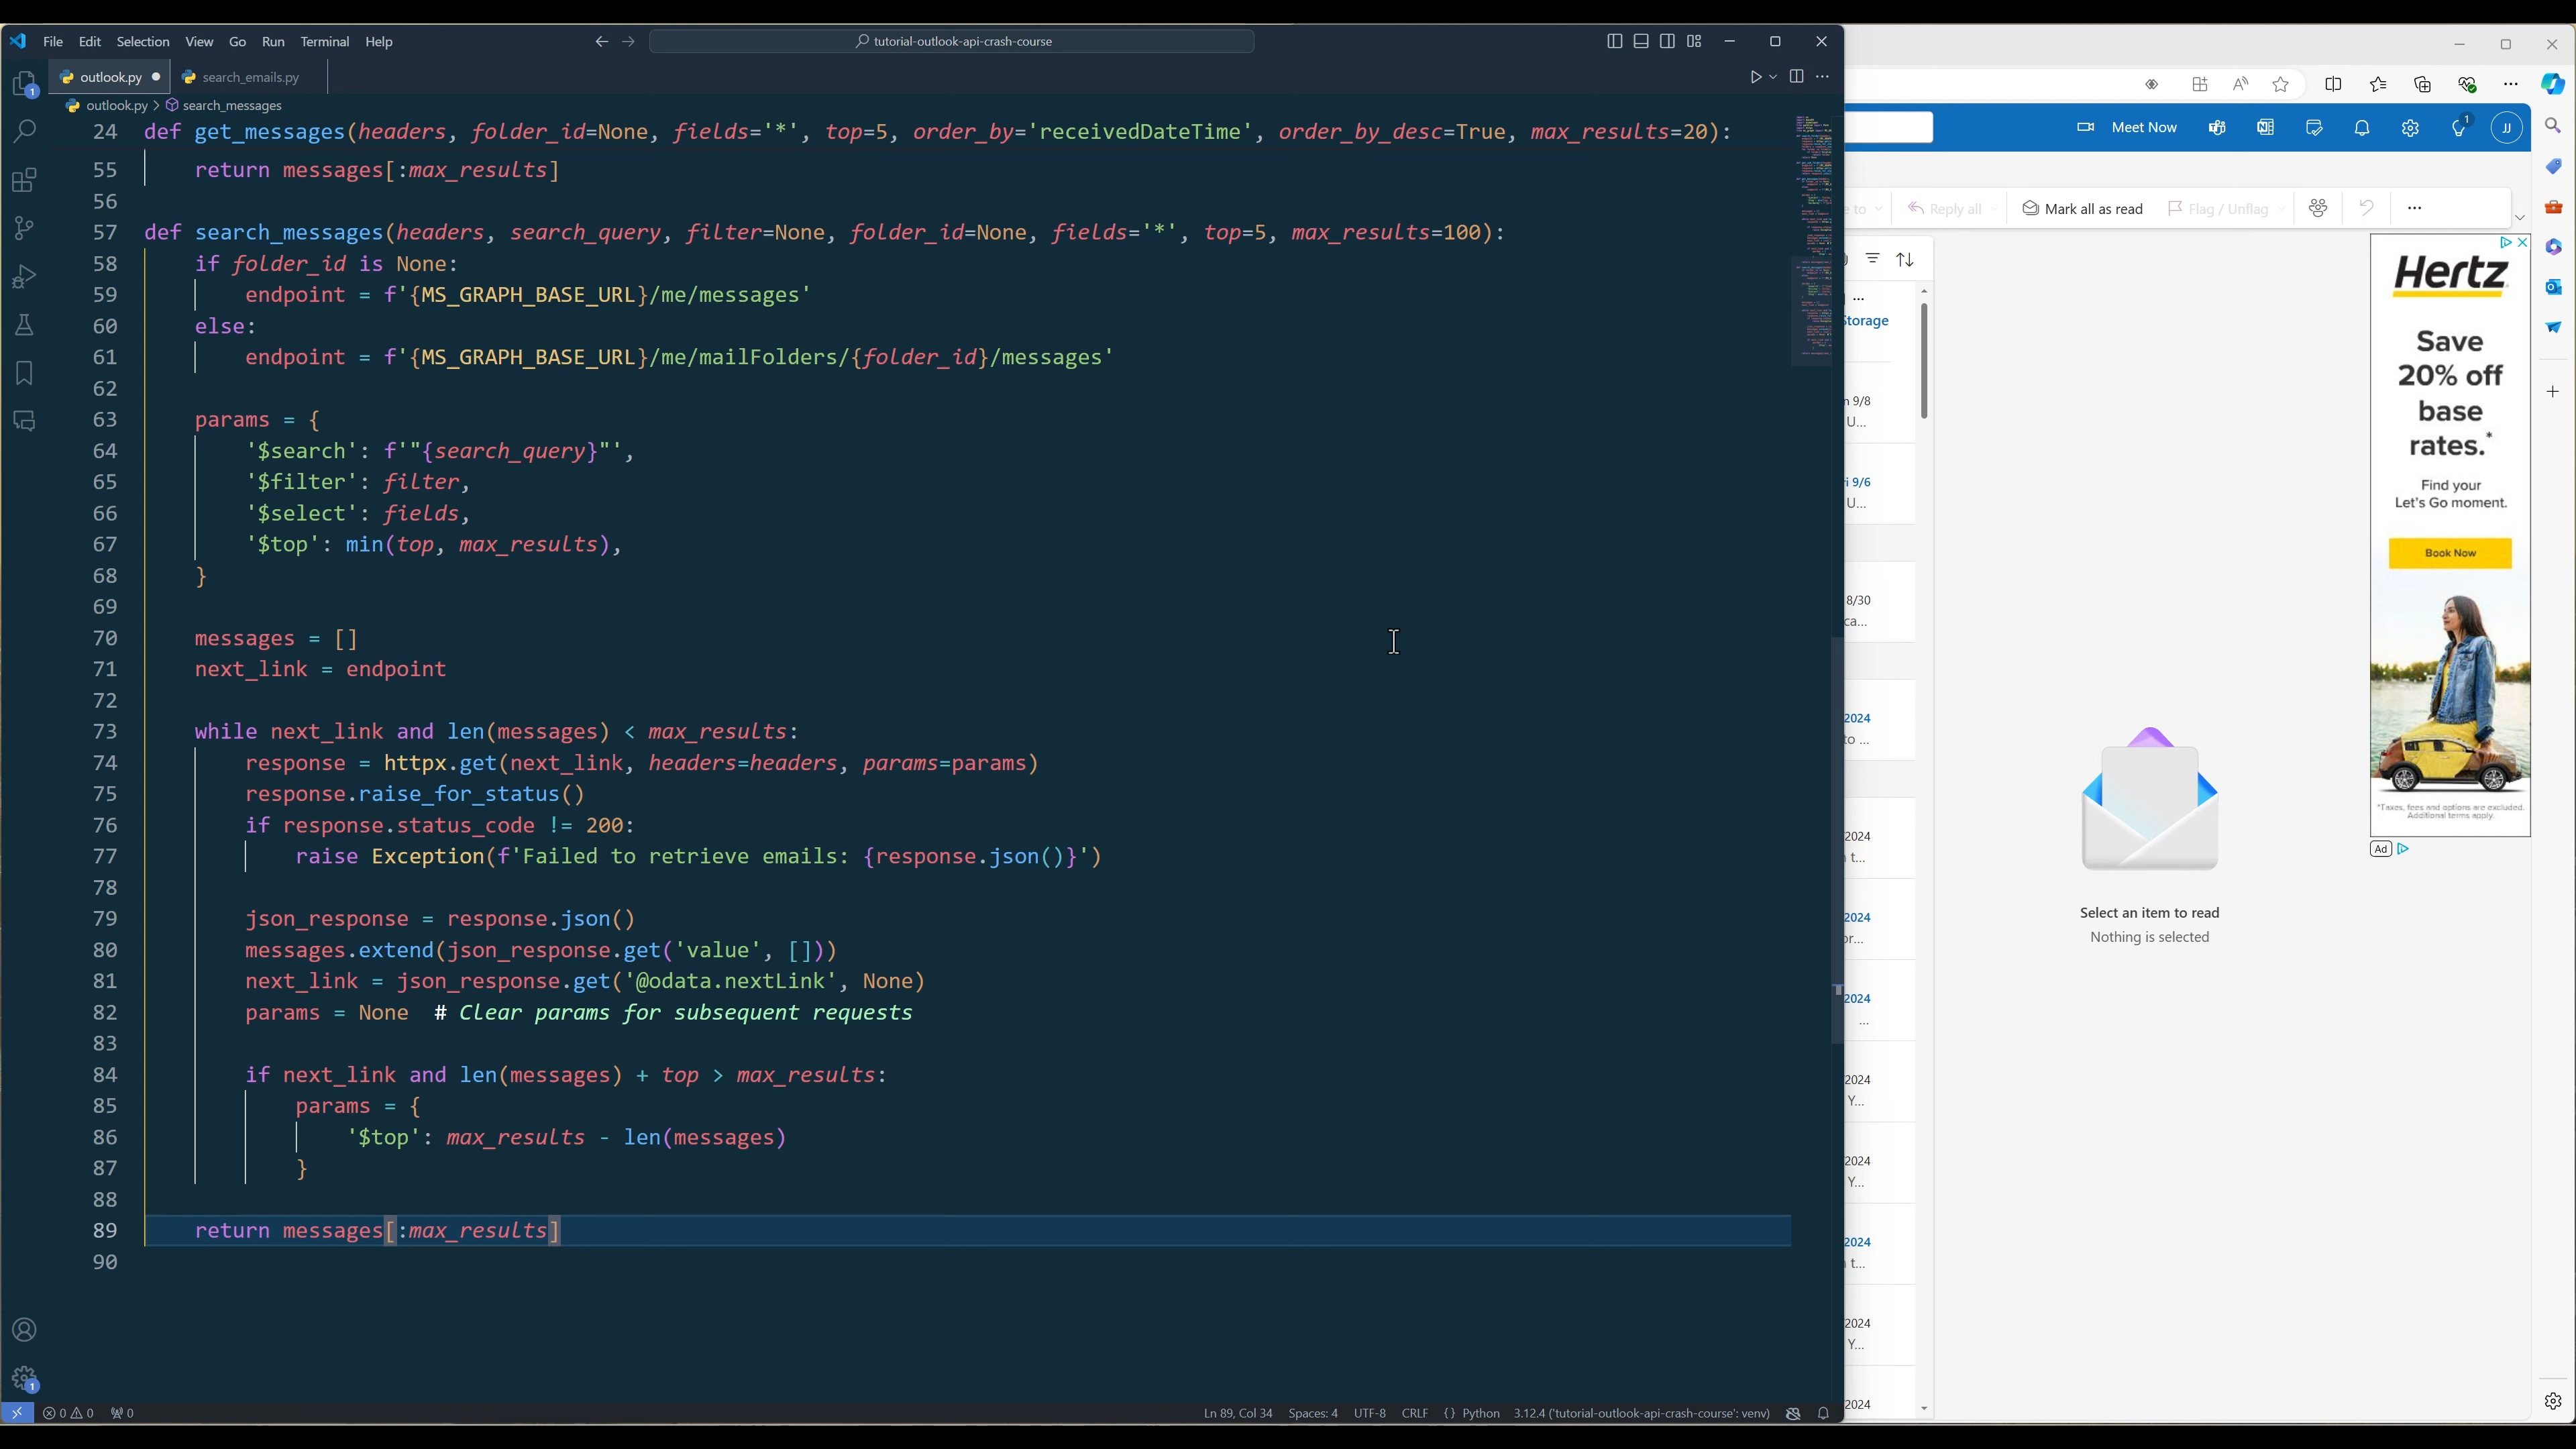 File Edit Selection View Go Run Terminal Help
tutorial-outlook-api-crash-course
outlook.py
search_emails.py
outlook.py > search_messages
24 def get_messages(headers, folder_id=None, fields='*', top=5, order_by='receivedDateTime', order_by_desc=True, max_results=20):
55 return messages[:max_results]
56
57 def search_messages(headers, search_query, filter=None, folder_id=None, fields='*', top=5, max_results=100):
58 if folder_id is None:
59 endpoint = f'{MS_GRAPH_BASE_URL}/me/messages'
60 else:
61 endpoint = f'{MS_GRAPH_BASE_URL}/me/mailFolders/{folder_id}/messages'
62
63 params = {
64 '$search': f'"{search_query}"',
65 '$filter': filter,
66 '$select': fields,
67 '$top': min(top, max_results),
68 }
69
70 messages = []
71 next_link = endpoint
72
73 while next_link and len(messages) < max_results:
74 response = httpx.get(next_link, headers=headers, params=params)
75 response.raise_for_status()
76 if response.status_code != 200:
77 raise Exception(f'Failed to retrieve emails: {response.json()}')
78
79 json_response = response.json()
80 messages.extend(json_response.get('value', []))
81 next_link = json_response.get('@odata.nextLink', None)
82 params = None # Clear params for subsequent requests
83
84 if next_link and len(messages) + top > max_results:
85 params = {
86 '$top': max_results - len(messages)
87 }
88
89 return messages[:max_results]
90
1
1
0 0 0
Ln 89, Col 34 Spaces: 4 UTF-8 CRLF {} Python 3.12.4 ('tutorial-outlook-api-crash-course': venv)
Meet Now
1
JJ
e to
Reply all
Mark all as read
Flag / Unflag
Storage
n 9/8
U...
i 9/6
U...
8/30
ca...
2024
to ...
2024
t...
2024
or...
2024
...
2024
Y...
2024
Y...
2024
t...
2024
Y...
2024
Select an item to read
Nothing is selected
Hertz
Save
20% off
base
rates.*
Find your
Let's Go moment.
Book Now
*Taxes, fees and options are excluded.
Additional terms apply.
Ad